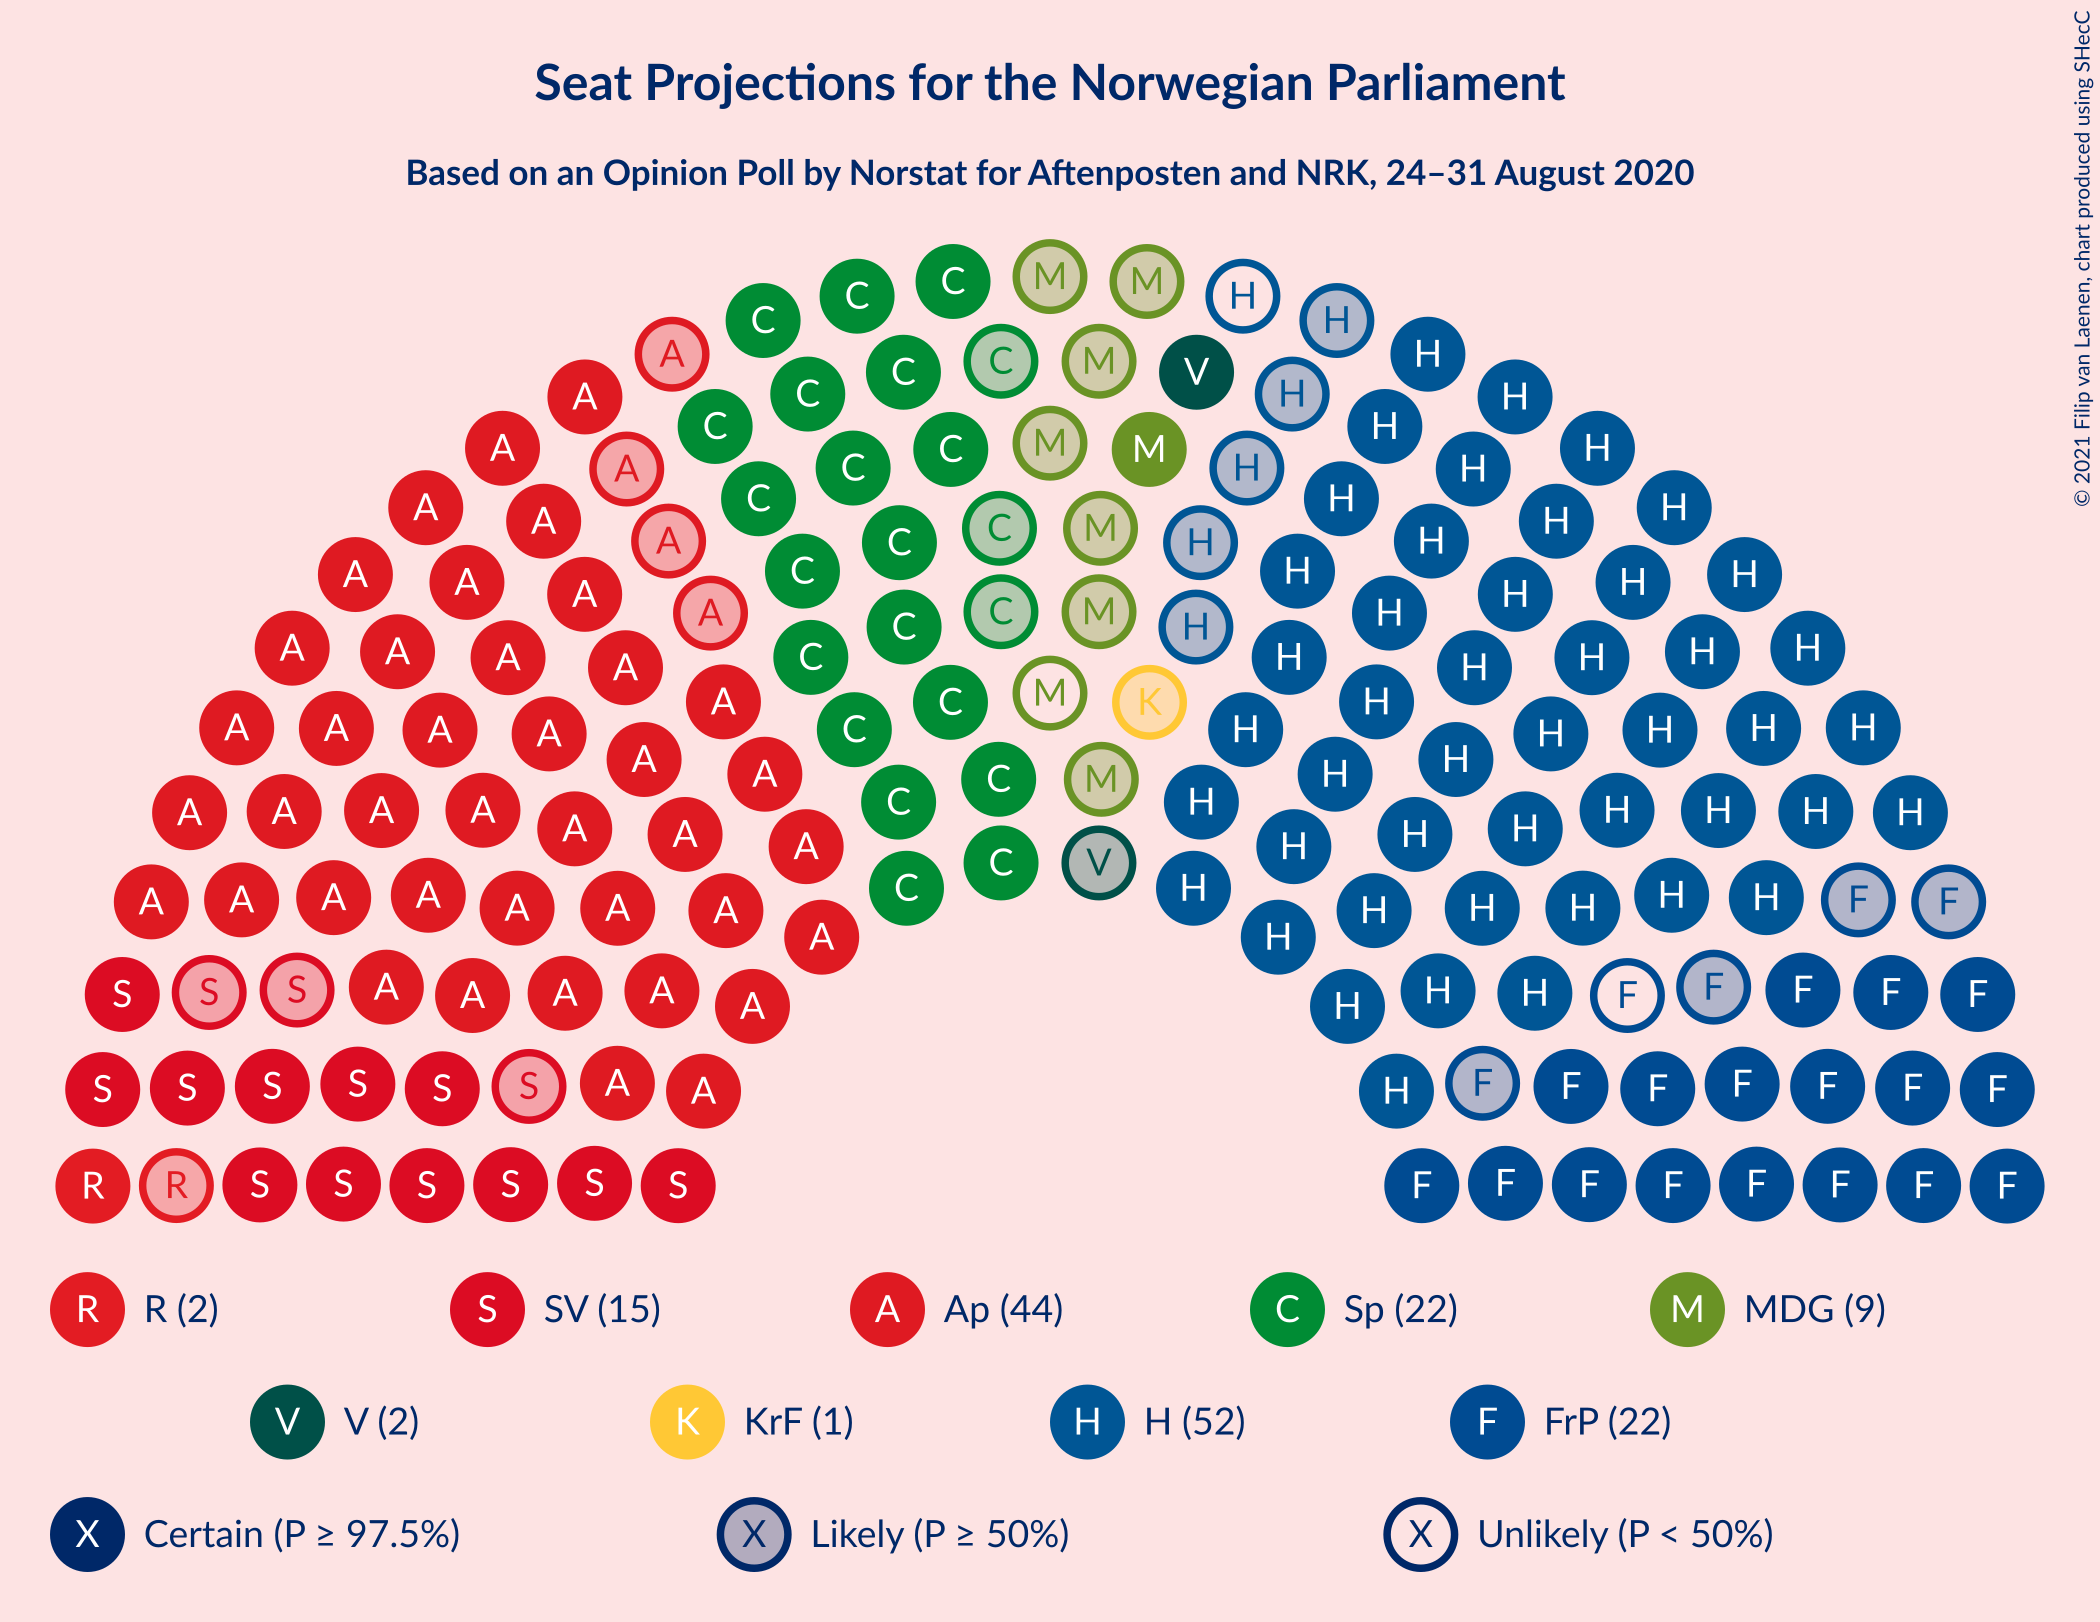 Seat Projections for the Norwegian Parliament
Based on an Opinion Poll by Norstat for Aftenposten and NRK, 24–31 August 2020
© 2021 Filip van Laenen, chart produced using SHecC
C C M M H
C H
A C C M V H
A C H H
A C C M M H H
A C H H
A C H H
A A C C M H H H
A A C H H H
A A C C M H H H
A A A A C H H H H H
A C M K H
A A A A C H H H H H
A A C M H H
A A A A A C H H H H H H
A A H H
A A A A A A A C C V H H H H H H F F
A H
S S S A A A A A H H H F F F F F
S S S S S S A A H F F F F F F F
R R S S S S S S F F F F F F F F
R R (2) S SV (15) A Ap (44) C Sp (22) M MDG (9)
V V (2) K KrF (1) H H (52) F FrP (22)
X Certain (P ≥ 97.5%) X Likely (P ≥ 50%) X Unlikely (P < 50%)